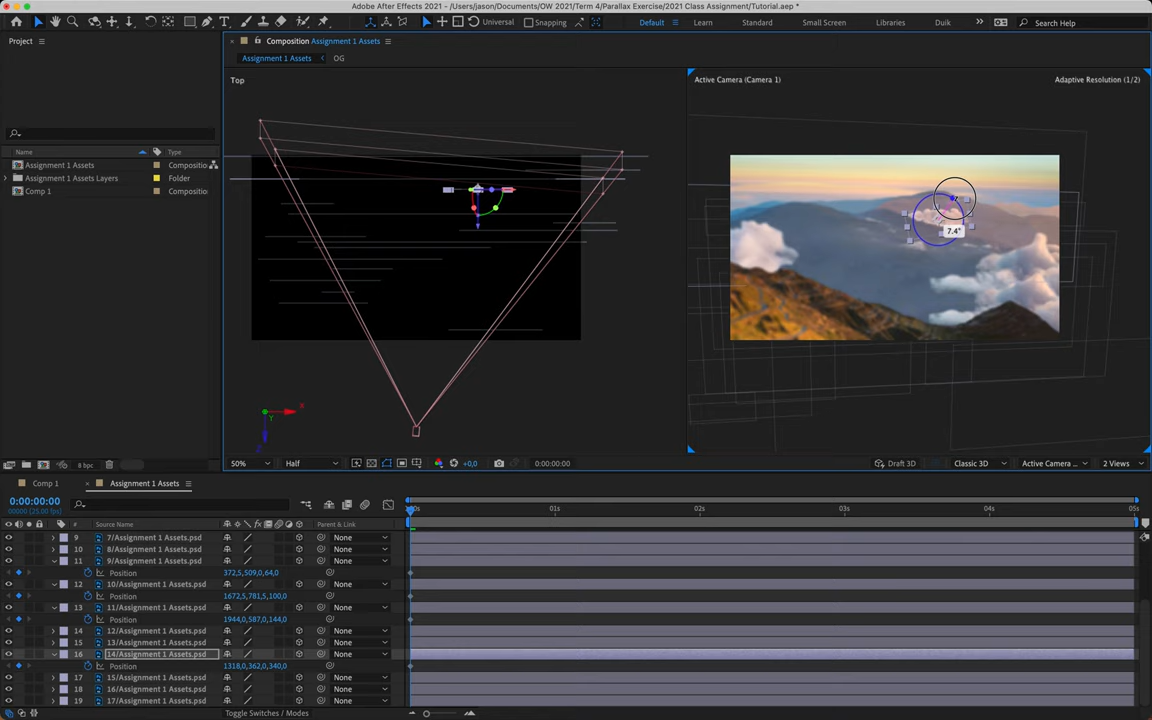 Adobe After Effects 2021 - /Users/jason/Documents/OW 2021/Term 4/Parallax Exercise/2021 Class Assignment/Tutorial.aep *
Universal Snapping Default Learn Standard Small Screen Libraries Duik Search Help
Project
Composition Assignment 1 Assets
Assignment 1 Assets OG
Top
Active Camera (Camera 1) Adaptive Resolution (1/2)
Name Type
Assignment 1 Assets Compositio
Assignment 1 Assets Layers Folder
Comp 1 Compositio
7.4°
X
Y
Z
8 bpc
50% Half +0,0 0:00:00:00 Draft 3D Classic 3D Active Camera ... 2 Views
Comp 1 Assignment 1 Assets
0:00:00:00
00000 (25.00 fps)
:00s 01s 02s 03s 04s 05s
# Source Name Parent & Link
9 7/Assignment 1 Assets.psd None
10 8/Assignment 1 Assets.psd None
11 9/Assignment 1 Assets.psd None
Position 372,5,509,0,64,0
12 10/Assignment 1 Assets.psd None
Position 1672,5,781,5,100,0
13 11/Assignment 1 Assets.psd None
Position 1944,0,587,0,144,0
14 12/Assignment 1 Assets.psd None
15 13/Assignment 1 Assets.psd None
16 14/Assignment 1 Assets.psd None
Position 1318,0,362,0,340,0
17 15/Assignment 1 Assets.psd None
18 16/Assignment 1 Assets.psd None
19 17/Assignment 1 Assets.psd None
Toggle Switches / Modes